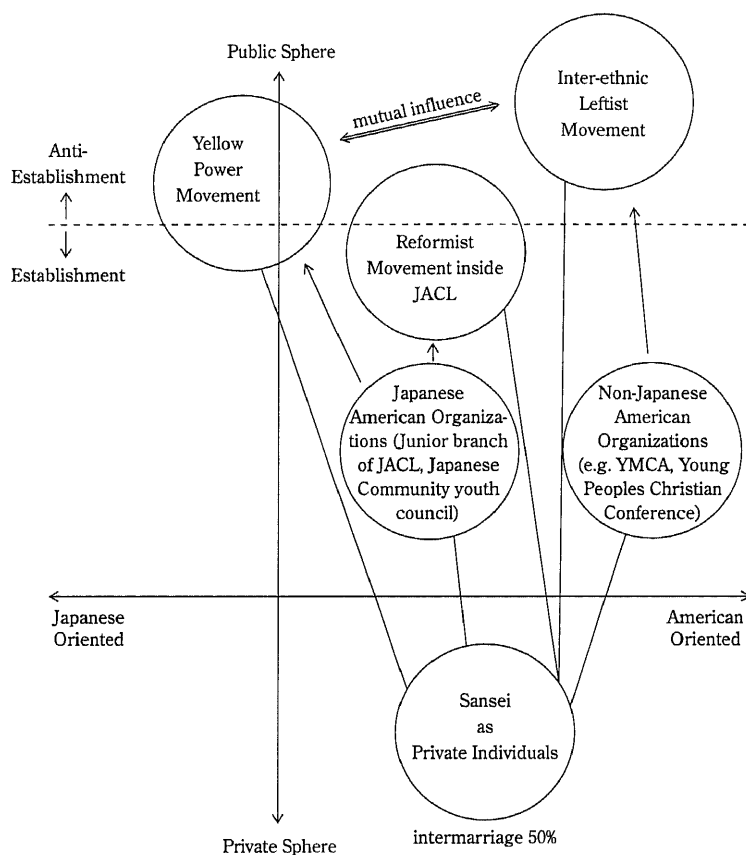 Public Sphere
mutual influence
Inter-ethnic
Leftist
Movement
Yellow
Power
Movement
Anti-
Establishment
Establishment
Reformist
Movement inside
JACL
Japanese
American Organiza-
tions (Junior branch
of JACL, Japanese
Community youth
council)
Non-Japanese
American
Organizations
(e.g. YMCA, Young
Peoples Christian
Conference)
Japanese
Oriented
American
Oriented
Sansei
as
Private Individuals
Private Sphere
intermarriage 50%